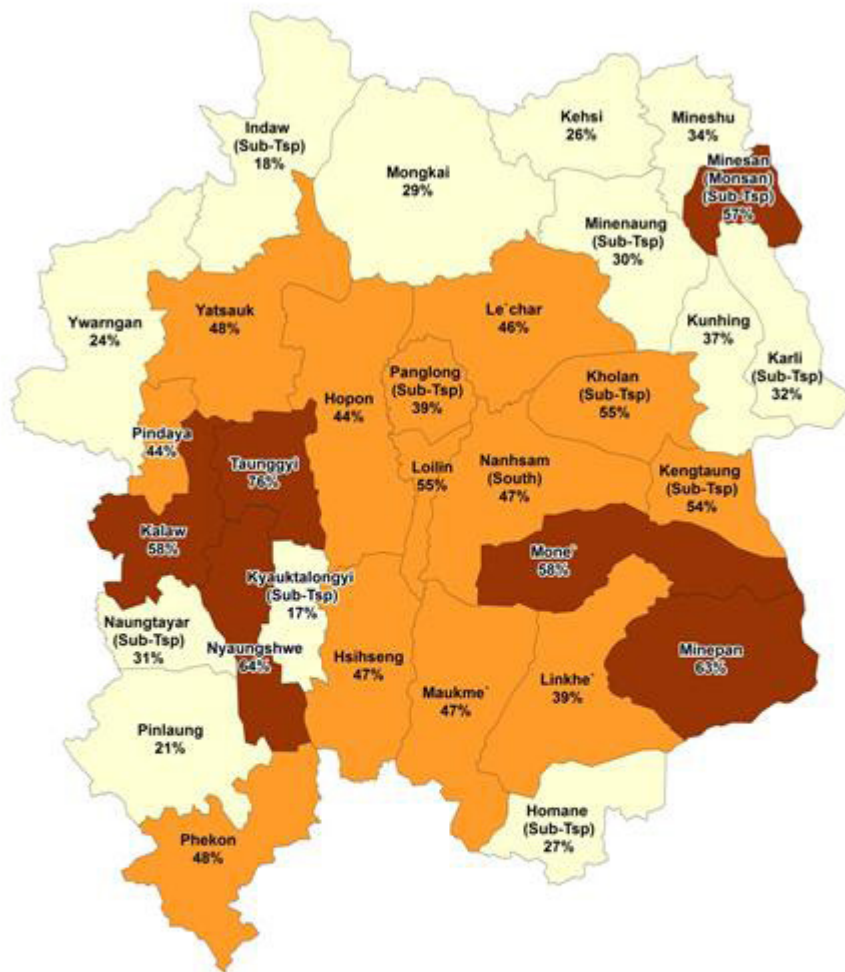 Indaw
(Sub-Tsp)
18%
Mongkai
29%
Kehsi
26%
Mineshu
34%
Minesan
(Monsan)
(Sub-Tsp)
57%
Minenaung
(Sub-Tsp)
30%
Ywarngan
24%
Yatsauk
48%
Le`char
46%
Kunhing
37%
Karli
(Sub-Tsp)
32%
Panglong
(Sub-Tsp)
39%
Kholan
(Sub-Tsp)
55%
Hopon
44%
Pindaya
44%
Taunggyi
76%
Loilin
55%
Nanhsam
(South)
47%
Kengtaung
(Sub-Tsp)
54%
Kalaw
58%
Mone`
58%
Kyauktalongyi
(Sub-Tsp)
17%
Naungtayar
(Sub-Tsp)
31%
Nyaungshwe
64%
Hsihseng
47%
Maukme`
47%
Linkhe`
39%
Minepan
63%
Pinlaung
21%
Homane
(Sub-Tsp)
27%
Phekon
48%